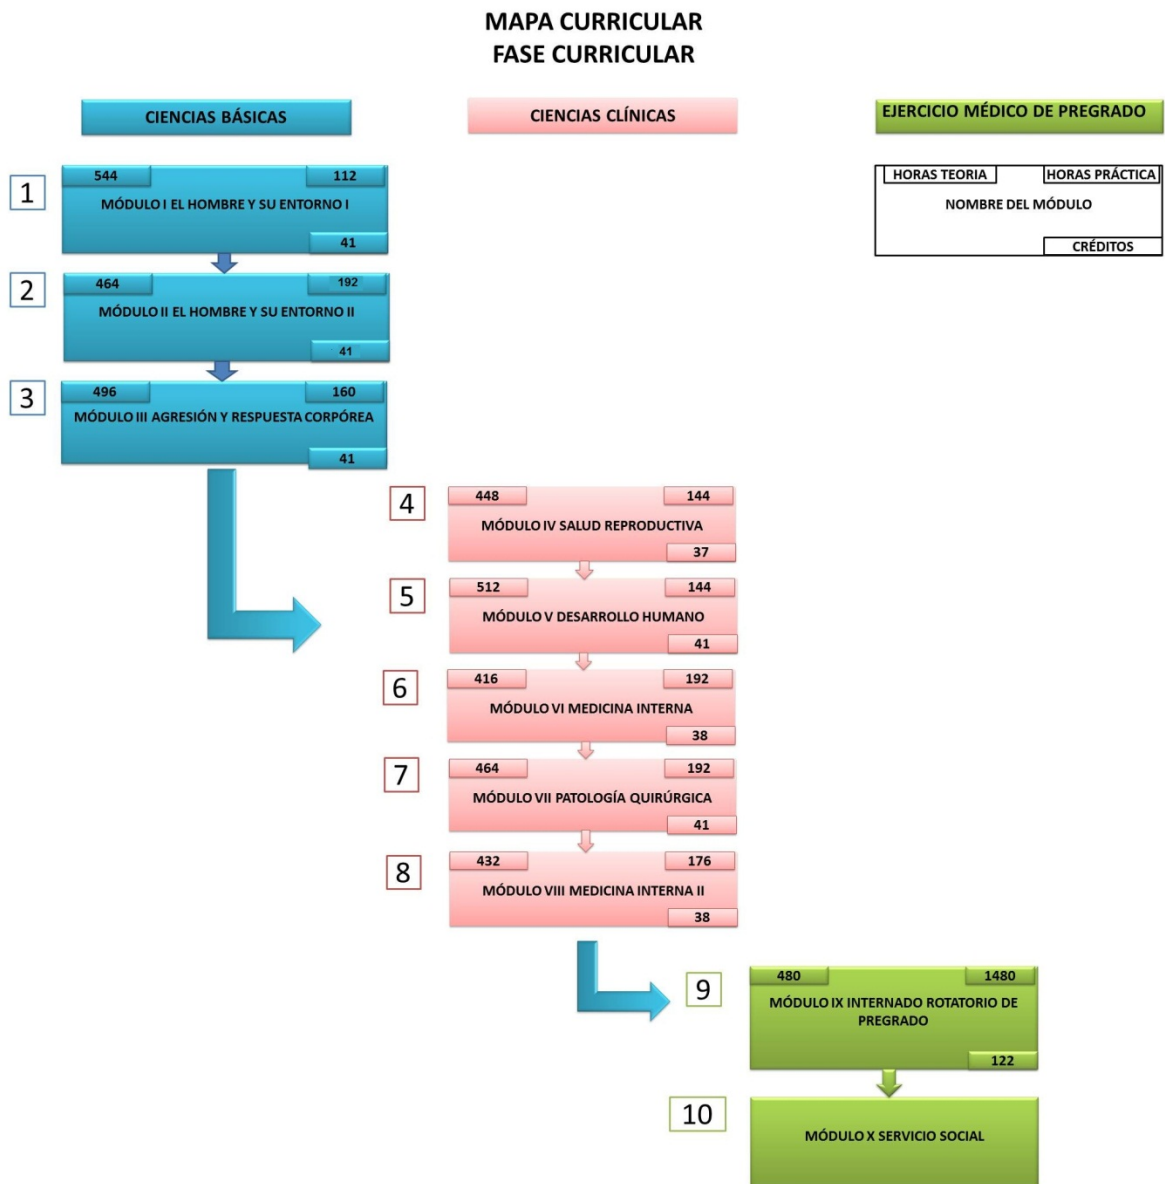 MAPA CURRICULAR
FASE CURRICULAR
CIENCIAS BÁSICAS
CIENCIAS CLÍNICAS
EJERCICIO MÉDICO DE PREGRADO
HORAS TEORIA
HORAS PRÁCTICA
NOMBRE DEL MÓDULO
CRÉDITOS
1
544
112
MÓDULO I EL HOMBRE Y SU ENTORNO I
41
2
464
192
MÓDULO II EL HOMBRE Y SU ENTORNO II
41
3
496
160
MÓDULO III AGRESIÓN Y RESPUESTA CORPÓREA
41
4
448
144
MÓDULO IV SALUD REPRODUCTIVA
37
5
512
144
MÓDULO V DESARROLLO HUMANO
41
6
416
192
MÓDULO VI MEDICINA INTERNA
38
7
464
192
MÓDULO VII PATOLOGÍA QUIRÚRGICA
41
8
432
176
MÓDULO VIII MEDICINA INTERNA II
38
9
480
1480
MÓDULO IX INTERNADO ROTATORIO DE
PREGRADO
122
10
MÓDULO X SERVICIO SOCIAL